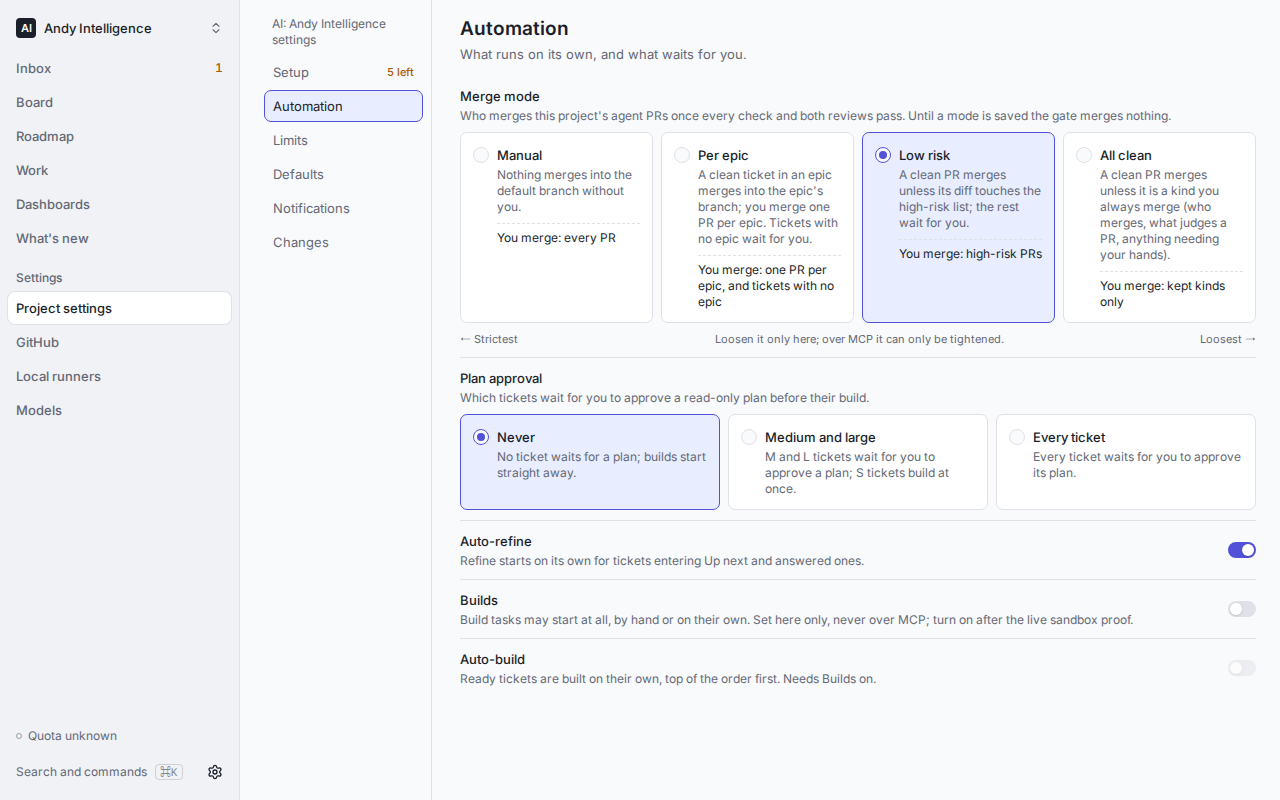 AI Andy Intelligence
Inbox 1
Board
Roadmap
Work
Dashboards
What's new
Settings
Project settings
GitHub
Local runners
Models
Quota unknown
Search and commands ⌘K
AI: Andy Intelligence
settings
Setup 5 left
Automation
Limits
Defaults
Notifications
Changes
Automation
What runs on its own, and what waits for you.
Merge mode
Who merges this project's agent PRs once every check and both reviews pass. Until a mode is saved the gate merges nothing.
Manual
Nothing merges into the
default branch without
you.
You merge: every PR
Per epic
A clean ticket in an epic
merges into the epic's
branch; you merge one
PR per epic. Tickets with
no epic wait for you.
You merge: one PR per
epic, and tickets with no
epic
Low risk
A clean PR merges
unless its diff touches the
high-risk list; the rest
wait for you.
You merge: high-risk PRs
All clean
A clean PR merges
unless it is a kind you
always merge (who
merges, what judges a
PR, anything needing
your hands).
You merge: kept kinds
only
← Strictest
Loosen it only here; over MCP it can only be tightened.
Loosest →
Plan approval
Which tickets wait for you to approve a read-only plan before their build.
Never
No ticket waits for a plan; builds start
straight away.
Medium and large
M and L tickets wait for you to
approve a plan; S tickets build at
once.
Every ticket
Every ticket waits for you to approve
its plan.
Auto-refine
Refine starts on its own for tickets entering Up next and answered ones.
Builds
Build tasks may start at all, by hand or on their own. Set here only, never over MCP; turn on after the live sandbox proof.
Auto-build
Ready tickets are built on their own, top of the order first. Needs Builds on.